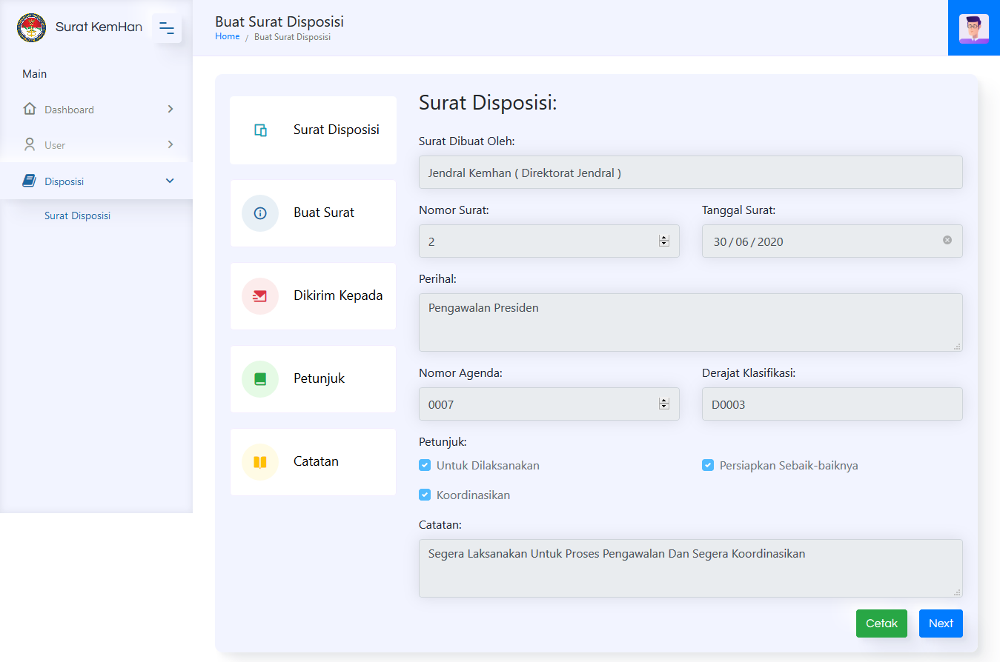 Surat KemHan
Main
Dashboard
User
Disposisi
Surat Disposisi
Buat Surat Disposisi
Home / Buat Surat Disposisi
Surat Disposisi
Buat Surat
Dikirim Kepada
Petunjuk
Catatan
Surat Disposisi:
Surat Dibuat Oleh:
Jendral Kemhan ( Direktorat Jendral )
Nomor Surat: Tanggal Surat:
2 30 / 06 / 2020
Perihal:
Pengawalan Presiden
Nomor Agenda: Derajat Klasifikasi:
0007 D0003
Petunjuk:
Untuk Dilaksanakan Persiapkan Sebaik-baiknya
Koordinasikan
Catatan:
Segera Laksanakan Untuk Proses Pengawalan Dan Segera Koordinasikan
Cetak Next